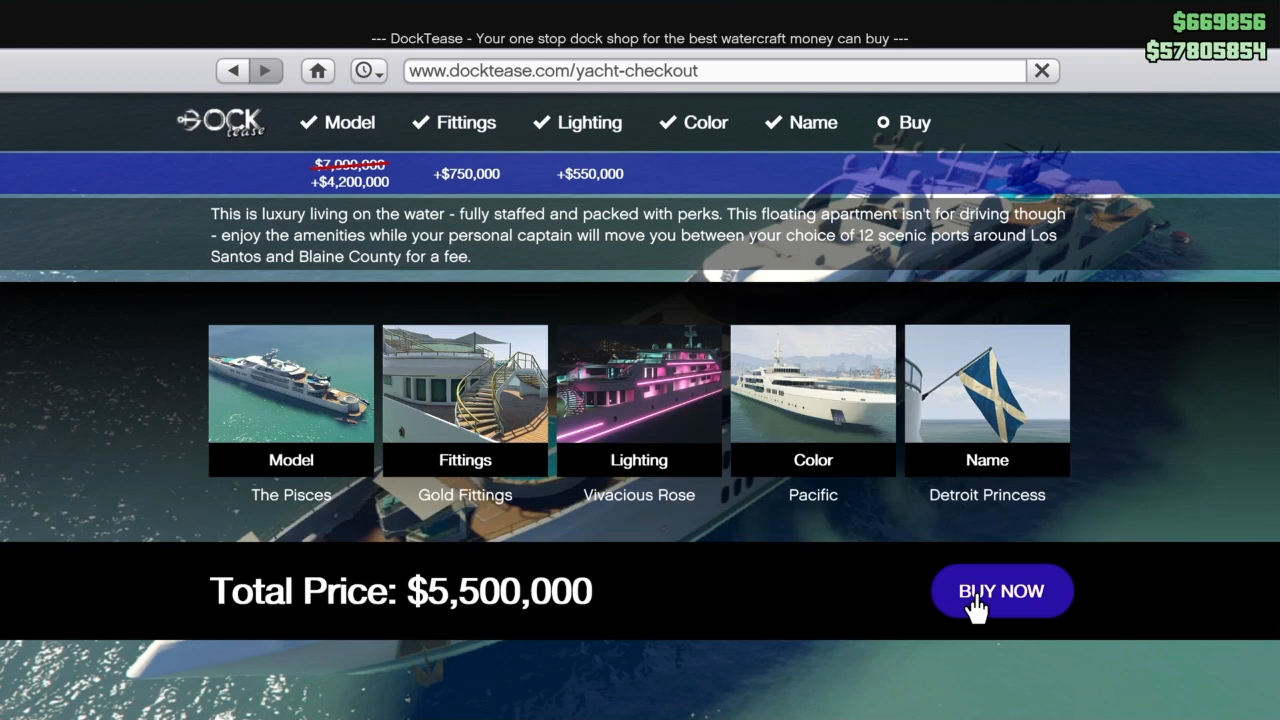 $669856
--- DockTease - Your one stop dock shop for the best watercraft money can buy ---
$57805854
www.docktease.com/yacht-checkout
DOCK tease
Model
Fittings
Lighting
Color
Name
Buy
$7,000,000
+$4,200,000
+$750,000
+$550,000
This is luxury living on the water - fully staffed and packed with perks. This floating apartment isn't for driving though
- enjoy the amenities while your personal captain will move you between your choice of 12 scenic ports around Los
Santos and Blaine County for a fee.
Model
Fittings
Lighting
Color
Name
The Pisces
Gold Fittings
Vivacious Rose
Pacific
Detroit Princess
Total Price: $5,500,000
BUY NOW